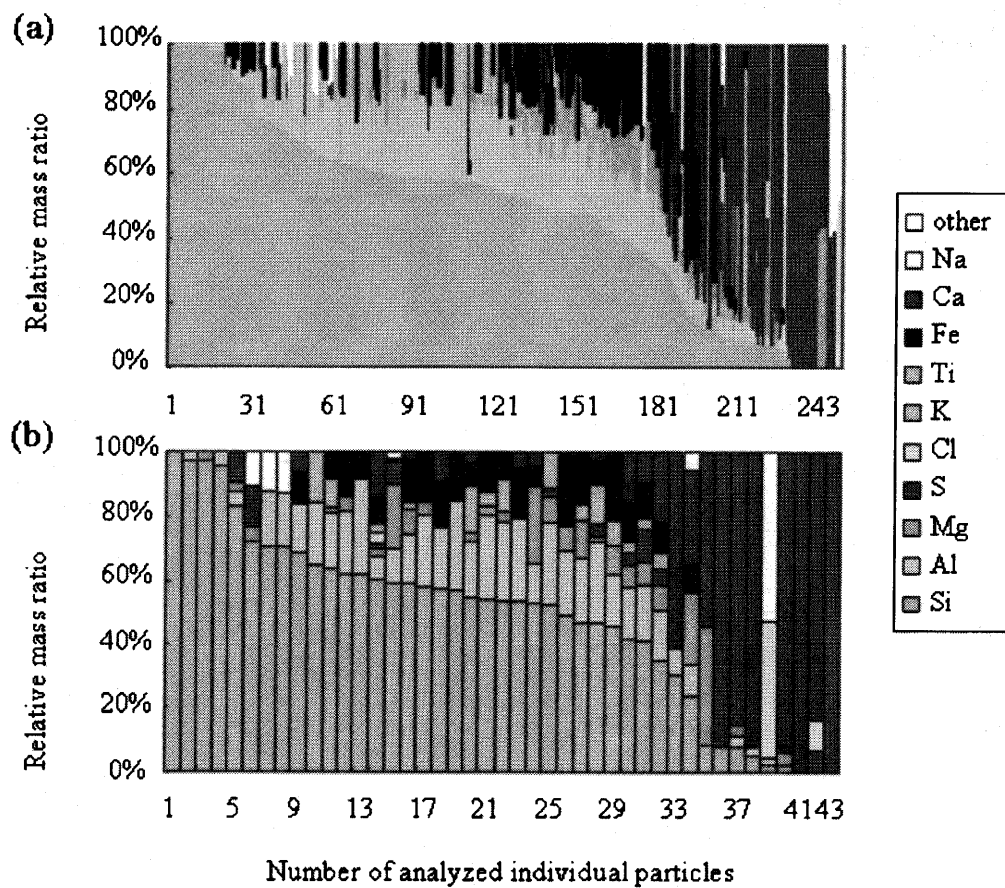 (a)
100%
80%
60%
40%
20%
0%
Relative mass ratio
1 31 61 91 121 151 181 211 243
(b)
100%
80%
60%
40%
20%
0%
Relative mass ratio
1 5 9 13 17 21 25 29 33 37 4143
Number of analyzed individual particles
other
Na
Ca
Fe
Ti
K
Cl
S
Mg
Al
Si